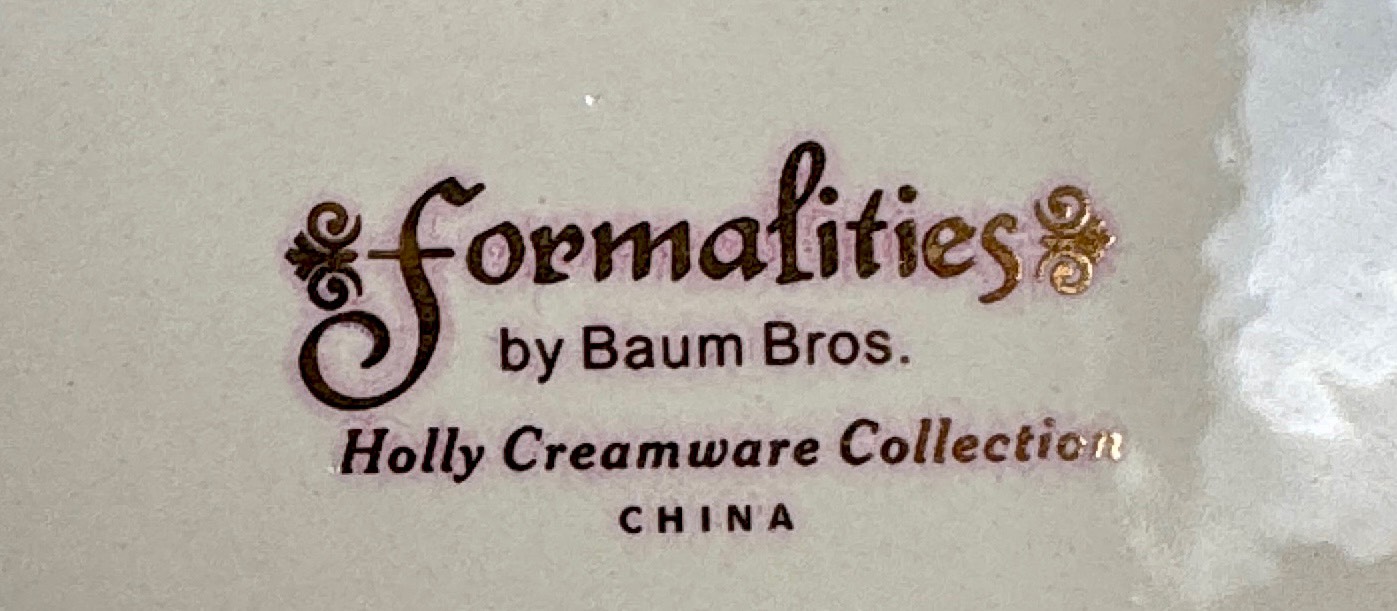 formalities
by Baum Bros.
Holly Creamware Collection
CHINA